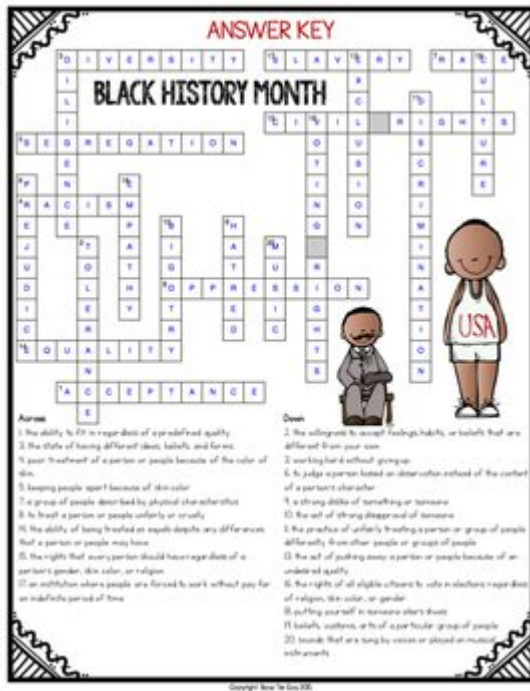 ANSWER KEY
DIVERSITY
SLAVERY
RACE
BLACK HISTORY MONTH
CIVIL RIGHTS
SEGREGATION
RACISM
OPPRESSION
EQUALITY
ACCEPTANCE
DILIGENCE
EXCLUSION
CULTURE
DISCRIMINATION
VOTING RIGHTS
PREJUDICE
EMPATHY
BIGOTRY
HATRED
MUSIC
TOLERANCE
USA
Across
1. the ability to fit in regardless of a predefined quality
3. the state of having different ideas, beliefs, and forms
4. poor treatment of a person or people because of the color of
skin
5. keeping people apart because of skin color
7. a group of people described by physical characteristics
8. to treat a person or people unfairly or cruelly
14. the ability of being treated as equals despite any differences
that a person or people may have
15. the rights that every person should have regardless of a
person's gender, skin color, or religion
17. an institution where people are forced to work without pay for
an indefinite period of time
Down
2. the willingness to accept feelings, habits, or beliefs that are
different from your own
3. working hard without giving up
6. to judge a person based on observation instead of the content
of a person's character
9. a strong dislike of something or someone
10. the act of strong disapproval of someone
11. the practice of unfairly treating a person or group of people
differently from other people or groups of people
13. the act of pushing away a person or people because of an
undesired quality
16. the rights of all eligible citizens to vote in elections regardless
of religion, skin color, or gender
18. putting yourself in someone else's shoes
19. beliefs, customs, arts of a particular group of people
20. sounds that are sung by voices or played on musical
instruments